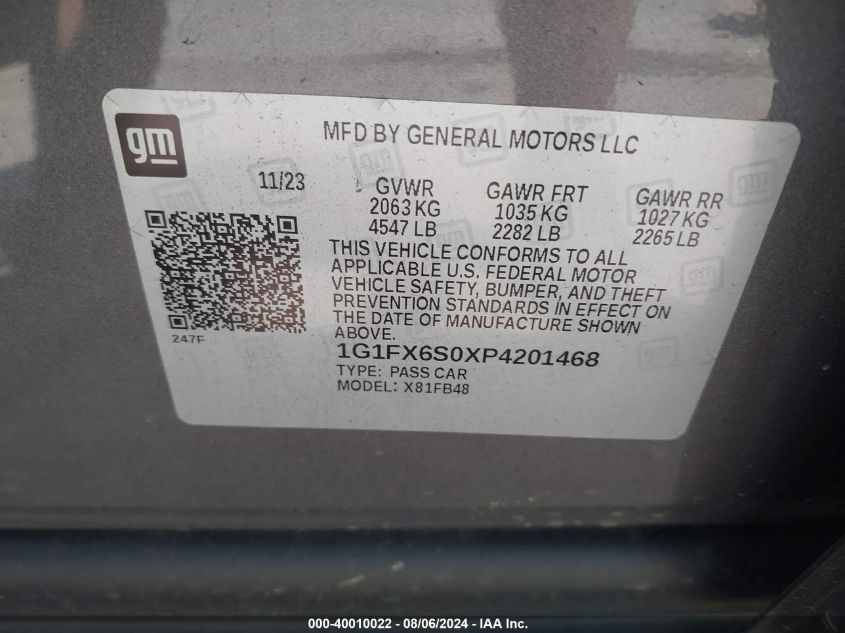 gm
MFD BY GENERAL MOTORS LLC
11/23
GVWR
2063 KG
4547 LB
GAWR FRT
1035 KG
2282 LB
GAWR RR
1027 KG
2265 LB
THIS VEHICLE CONFORMS TO ALL
APPLICABLE U.S. FEDERAL MOTOR
VEHICLE SAFETY, BUMPER, AND THEFT
PREVENTION STANDARDS IN EFFECT ON
THE DATE OF MANUFACTURE SHOWN
ABOVE.
247F
1G1FX6S0XP4201468
TYPE: PASS CAR
MODEL: X81FB48
000-40010022 - 08/06/2024 - IAA Inc.